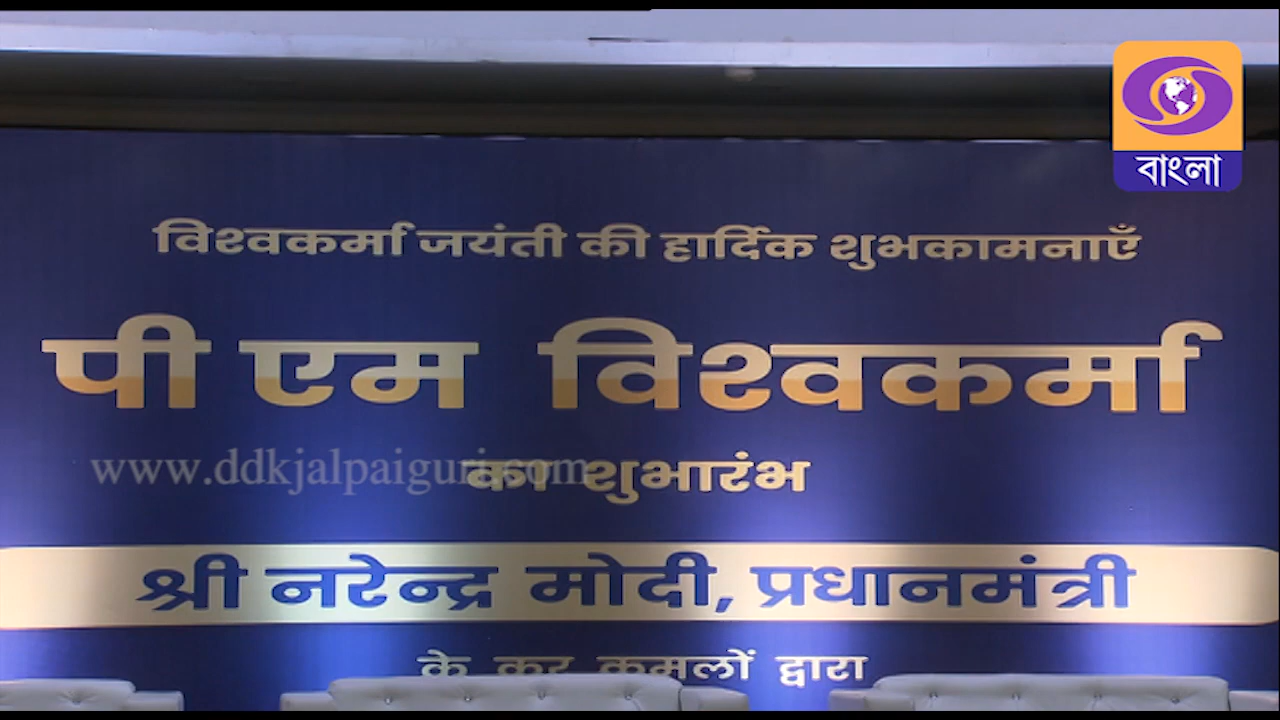 বাংলা
विश्वकर्मा जयंती की हार्दिक शुभकामनाएँ
पी एम विश्वकर्मा
का शुभारंभ
www.ddkjalpaiguri.com
श्री नरेन्द्र मोदी, प्रधानमंत्री
के कर कमलों द्वारा